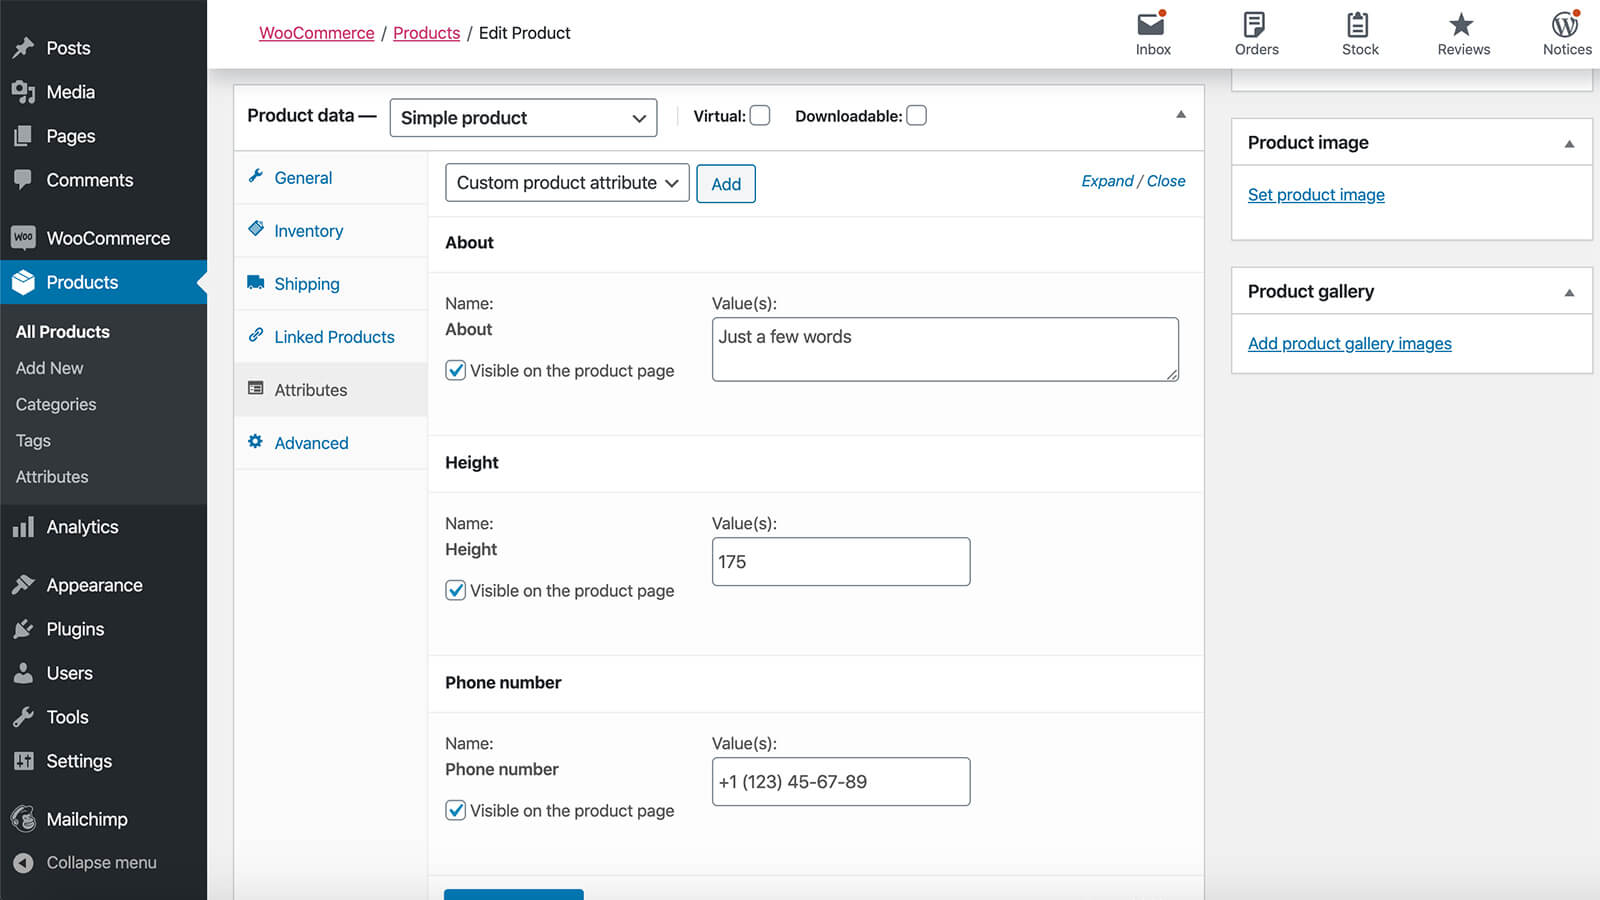 WooCommerce / Products / Edit Product
Inbox
Orders
Stock
Reviews
Notices
Posts
Media
Pages
Comments
woo WooCommerce
Products
All Products
Add New
Categories
Tags
Attributes
Analytics
Appearance
Plugins
Users
Tools
Settings
Mailchimp
Collapse menu
Product data — Simple product Virtual: Downloadable:
General
Inventory
Shipping
Linked Products
Attributes
Advanced
Custom product attribute Add Expand / Close
About
Name:
About
Visible on the product page
Value(s):
Just a few words
Height
Name:
Height
Visible on the product page
Value(s):
175
Phone number
Name:
Phone number
Visible on the product page
Value(s):
+1 (123) 45-67-89
Product image
Set product image
Product gallery
Add product gallery images